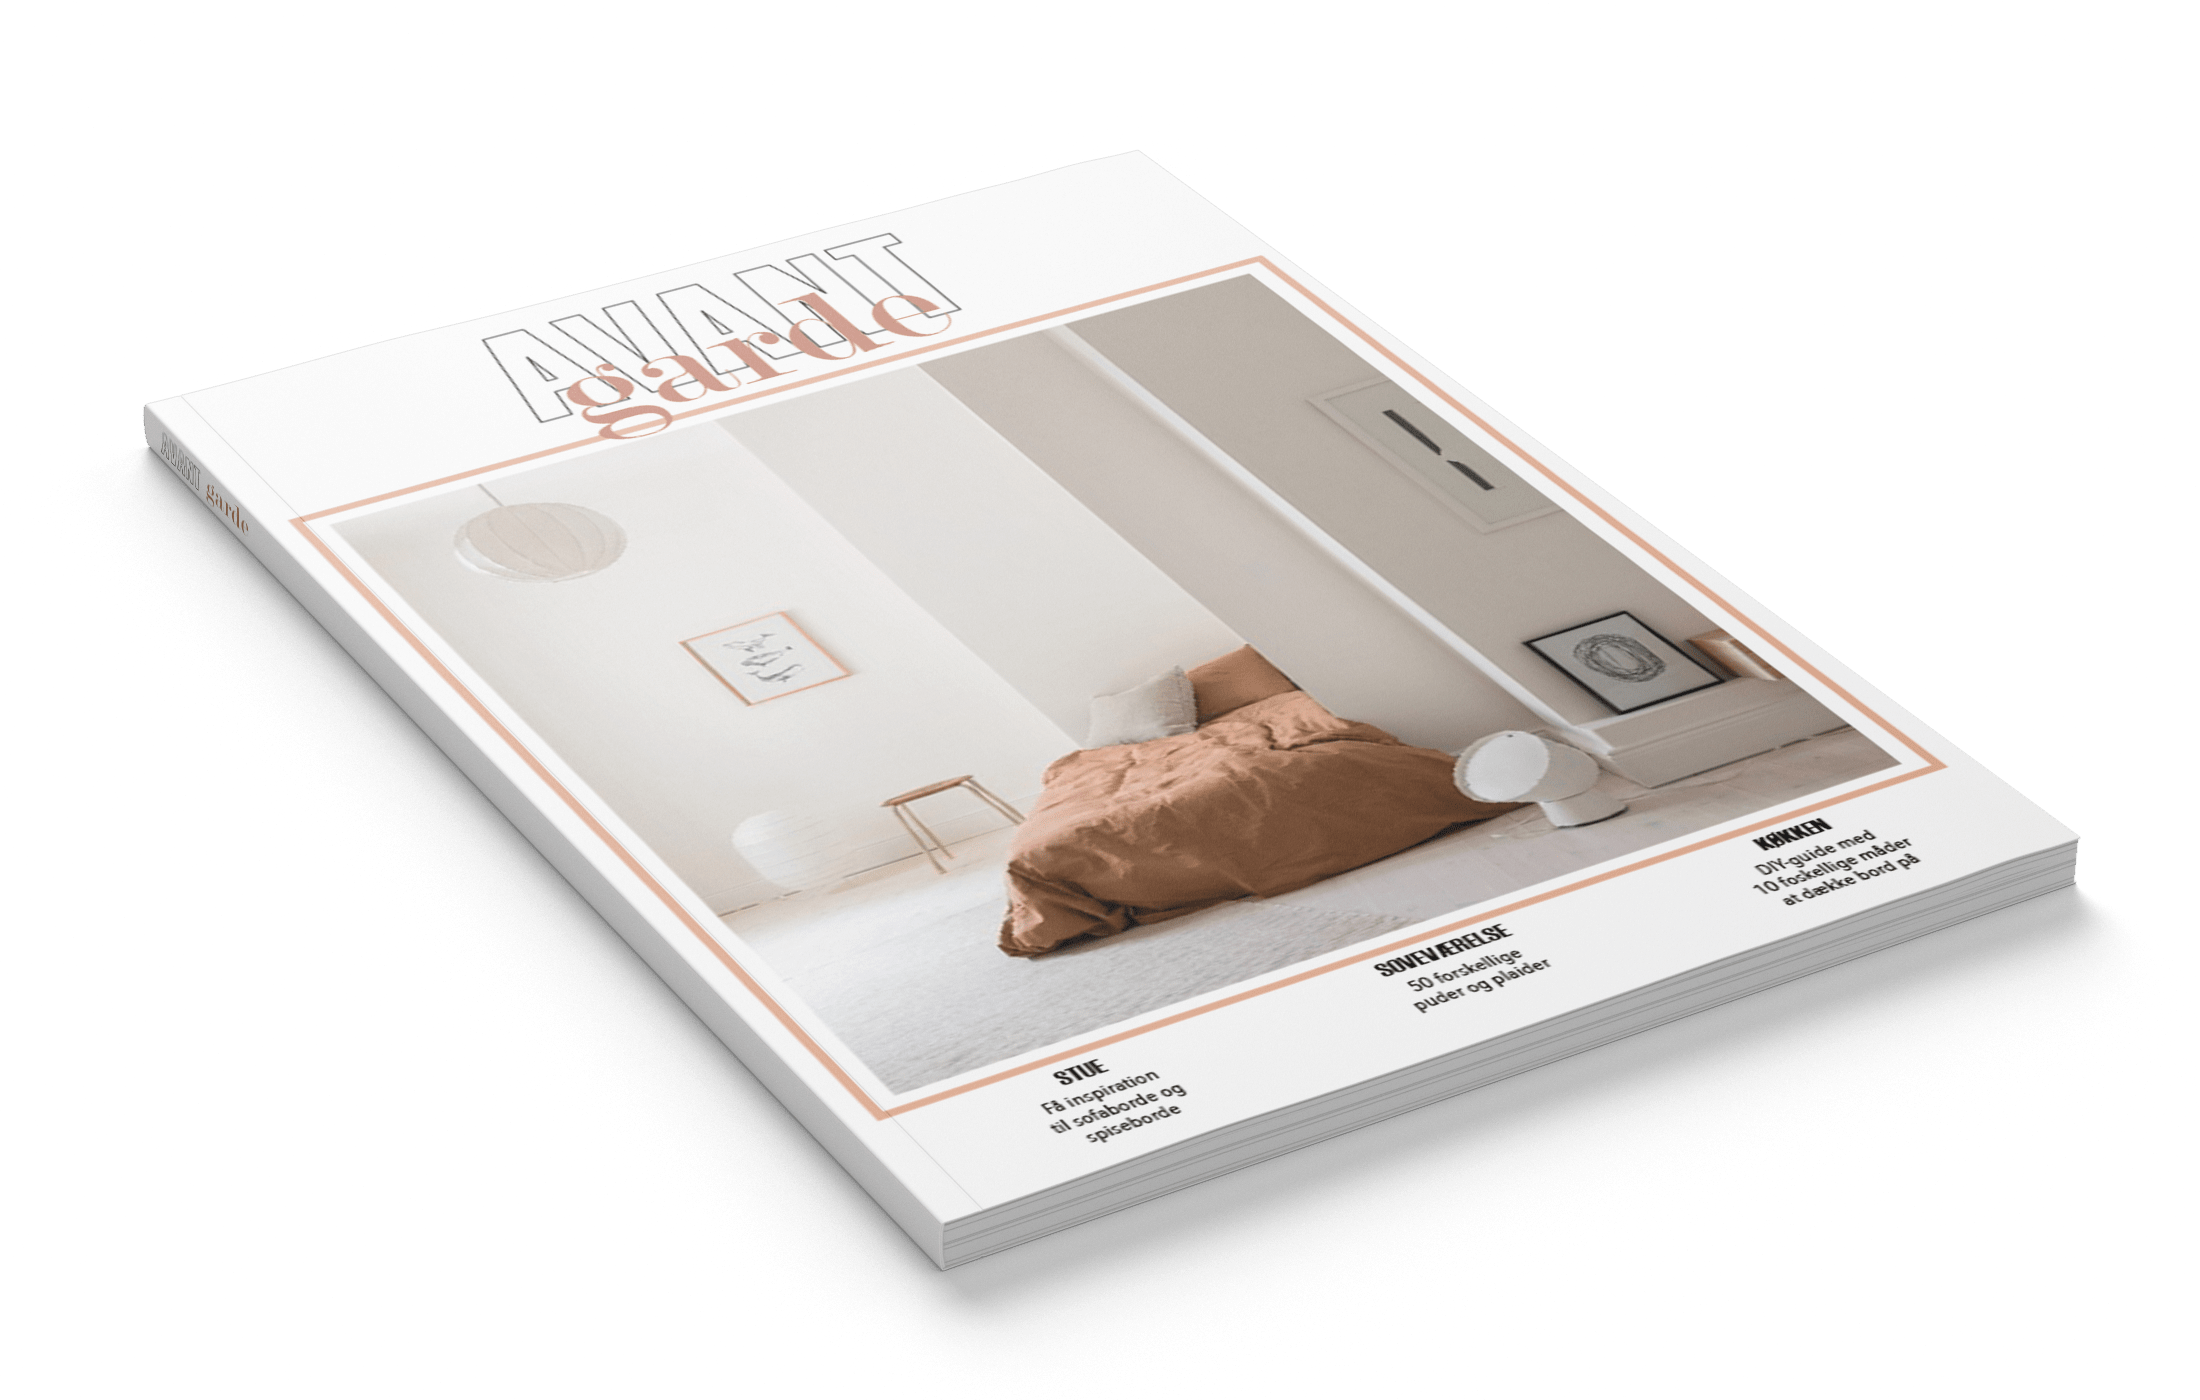 AVANT
garde
AVANT garde
STUE
Få inspiration
til sofaborde og
spiseborde
SOVEVÆRELSE
50 forskellige
puder og plaider
KØKKEN
DIY-guide med
10 foskellige måder
at dække bord på